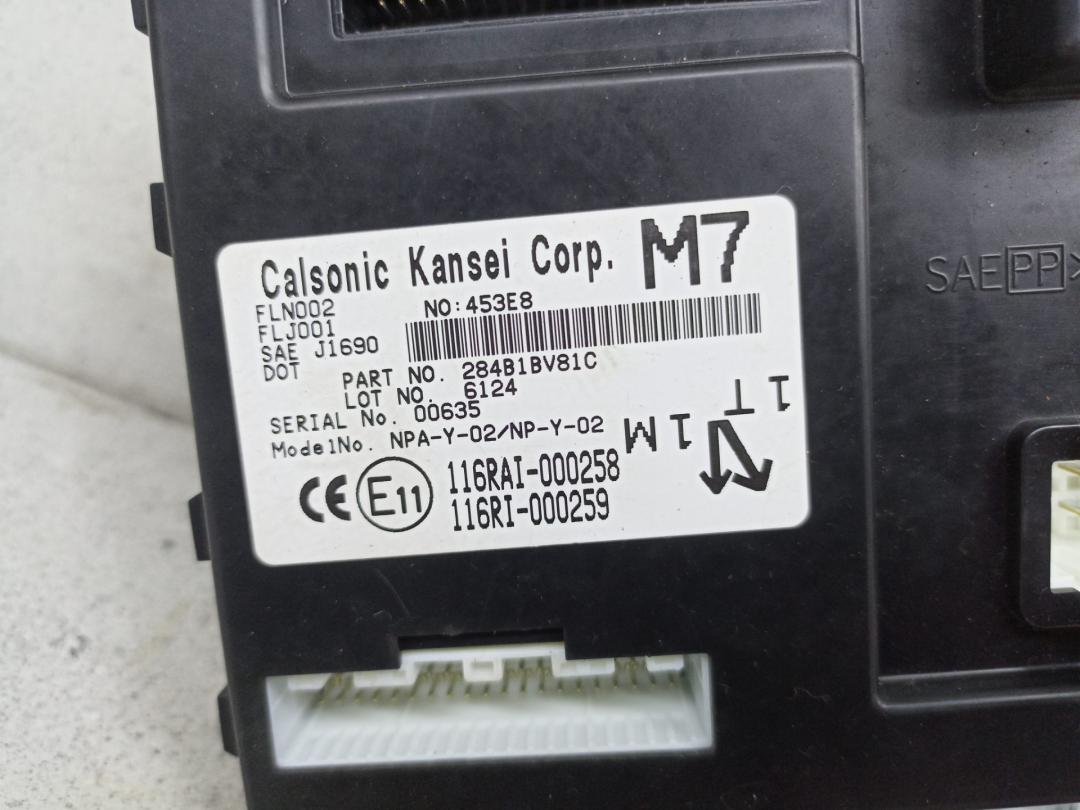 Calsonic Kansei Corp. M7
FLN002 NO:453E8
FLJ001
SAE J1690
DOT
PART NO. 284B1BV81C
LOT NO. 6124
SERIAL No. 00635
ModelNo. NPA-Y-02/NP-Y-02
1T
1M
CE E11 116RAI-000258
116RI-000259
SAE PP>